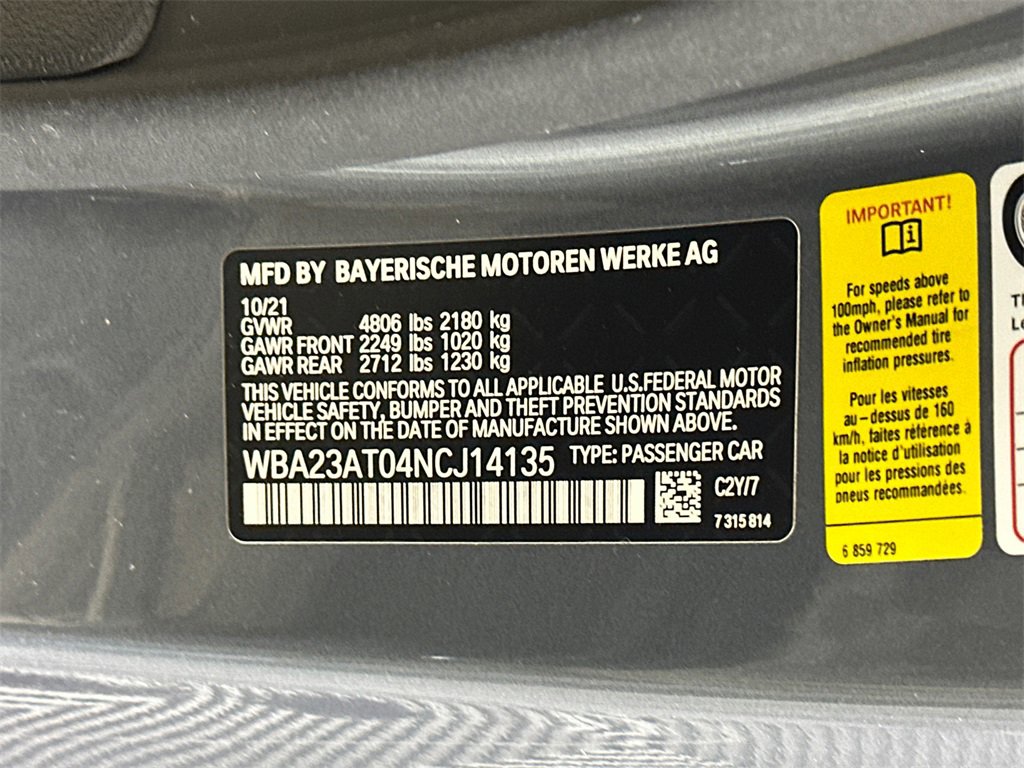 MFD BY BAYERISCHE MOTOREN WERKE AG
10/21
GVWR 4806 lbs 2180 kg
GAWR FRONT 2249 lbs 1020 kg
GAWR REAR 2712 lbs 1230 kg
THIS VEHICLE CONFORMS TO ALL APPLICABLE U.S.FEDERAL MOTOR
VEHICLE SAFETY, BUMPER AND THEFT PREVENTION STANDARDS
IN EFFECT ON THE DATE OF MANUFACTURE SHOWN ABOVE.
WBA23AT04NCJ14135 TYPE: PASSENGER CAR
C2Y/7
7 315 814
IMPORTANT!
For speeds above
100mph, please refer to
the Owner's Manual for
recommended tire
inflation pressures.
Pour les vitesses
au-dessus de 160
km/h, faites référence à
la notice d'utilisation
pour les pressions des
pneus recommandées.
6 859 729